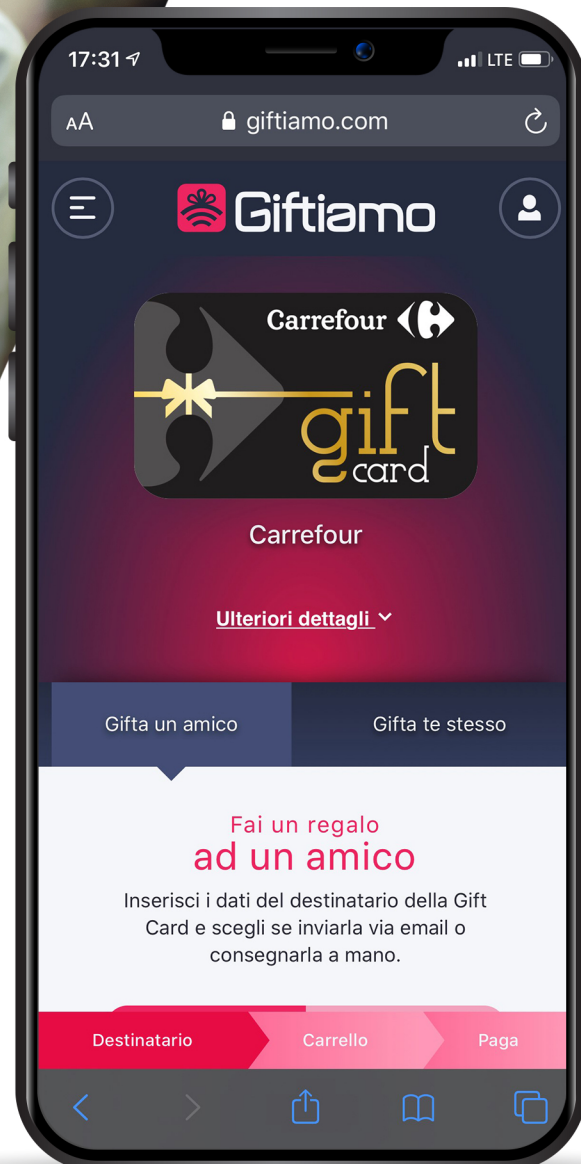 17:31
LTE
AA
giftiamo.com
Giftiamo
Carrefour
gift
card
Carrefour
Ulteriori dettagli
Gifta un amico
Gifta te stesso
Fai un regalo
ad un amico
Inserisci i dati del destinatario della Gift
Card e scegli se inviarla via email o
consegnarla a mano.
Destinatario
Carrello
Paga